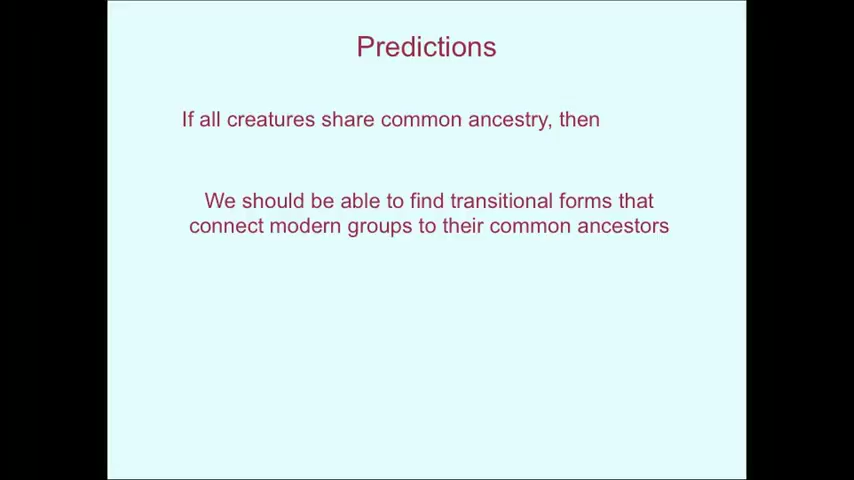 Predictions
If all creatures share common ancestry, then
We should be able to find transitional forms that
connect modern groups to their common ancestors